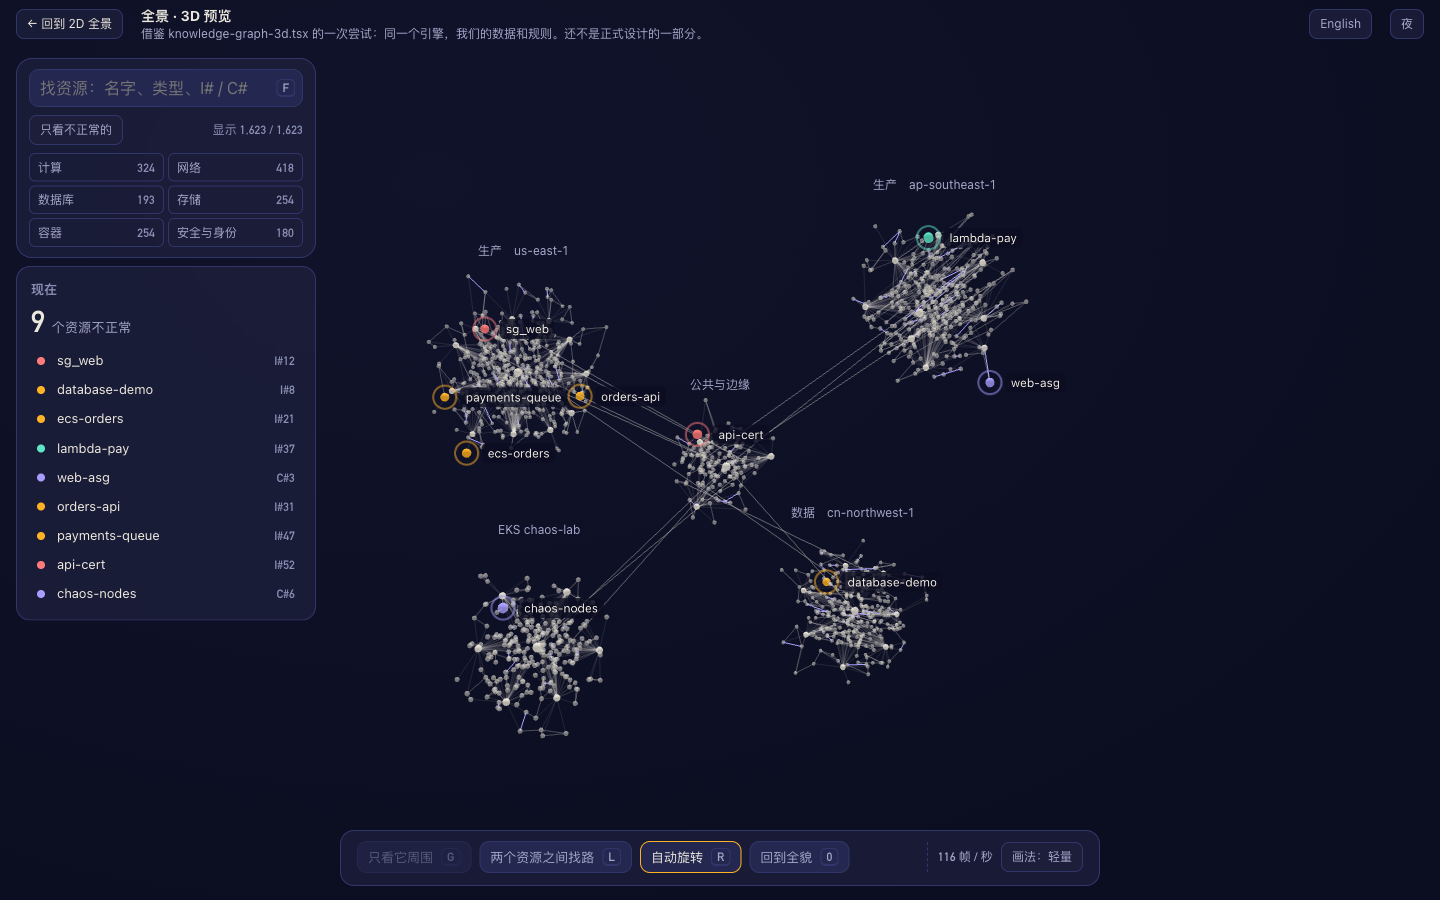 ← 回到 2D 全景
全景 · 3D 预览
借鉴 knowledge-graph-3d.tsx 的一次尝试：同一个引擎，我们的数据和规则。还不是正式设计的一部分。
English
夜
找资源：名字、类型、I# / C#
F
只看不正常的
显示 1,623 / 1,623
计算 324
网络 418
数据库 193
存储 254
容器 254
安全与身份 180
现在
9 个资源不正常
sg_web I#12
database-demo I#8
ecs-orders I#21
lambda-pay I#37
web-asg C#3
orders-api I#31
payments-queue I#47
api-cert I#52
chaos-nodes C#6
生产 ap-southeast-1
lambda-pay
生产 us-east-1
sg_web
web-asg
公共与边缘
payments-queue
orders-api
api-cert
ecs-orders
数据 cn-northwest-1
EKS chaos-lab
database-demo
chaos-nodes
只看它周围 G
两个资源之间找路 L
自动旋转 R
回到全貌 0
116 帧 / 秒
画法：轻量